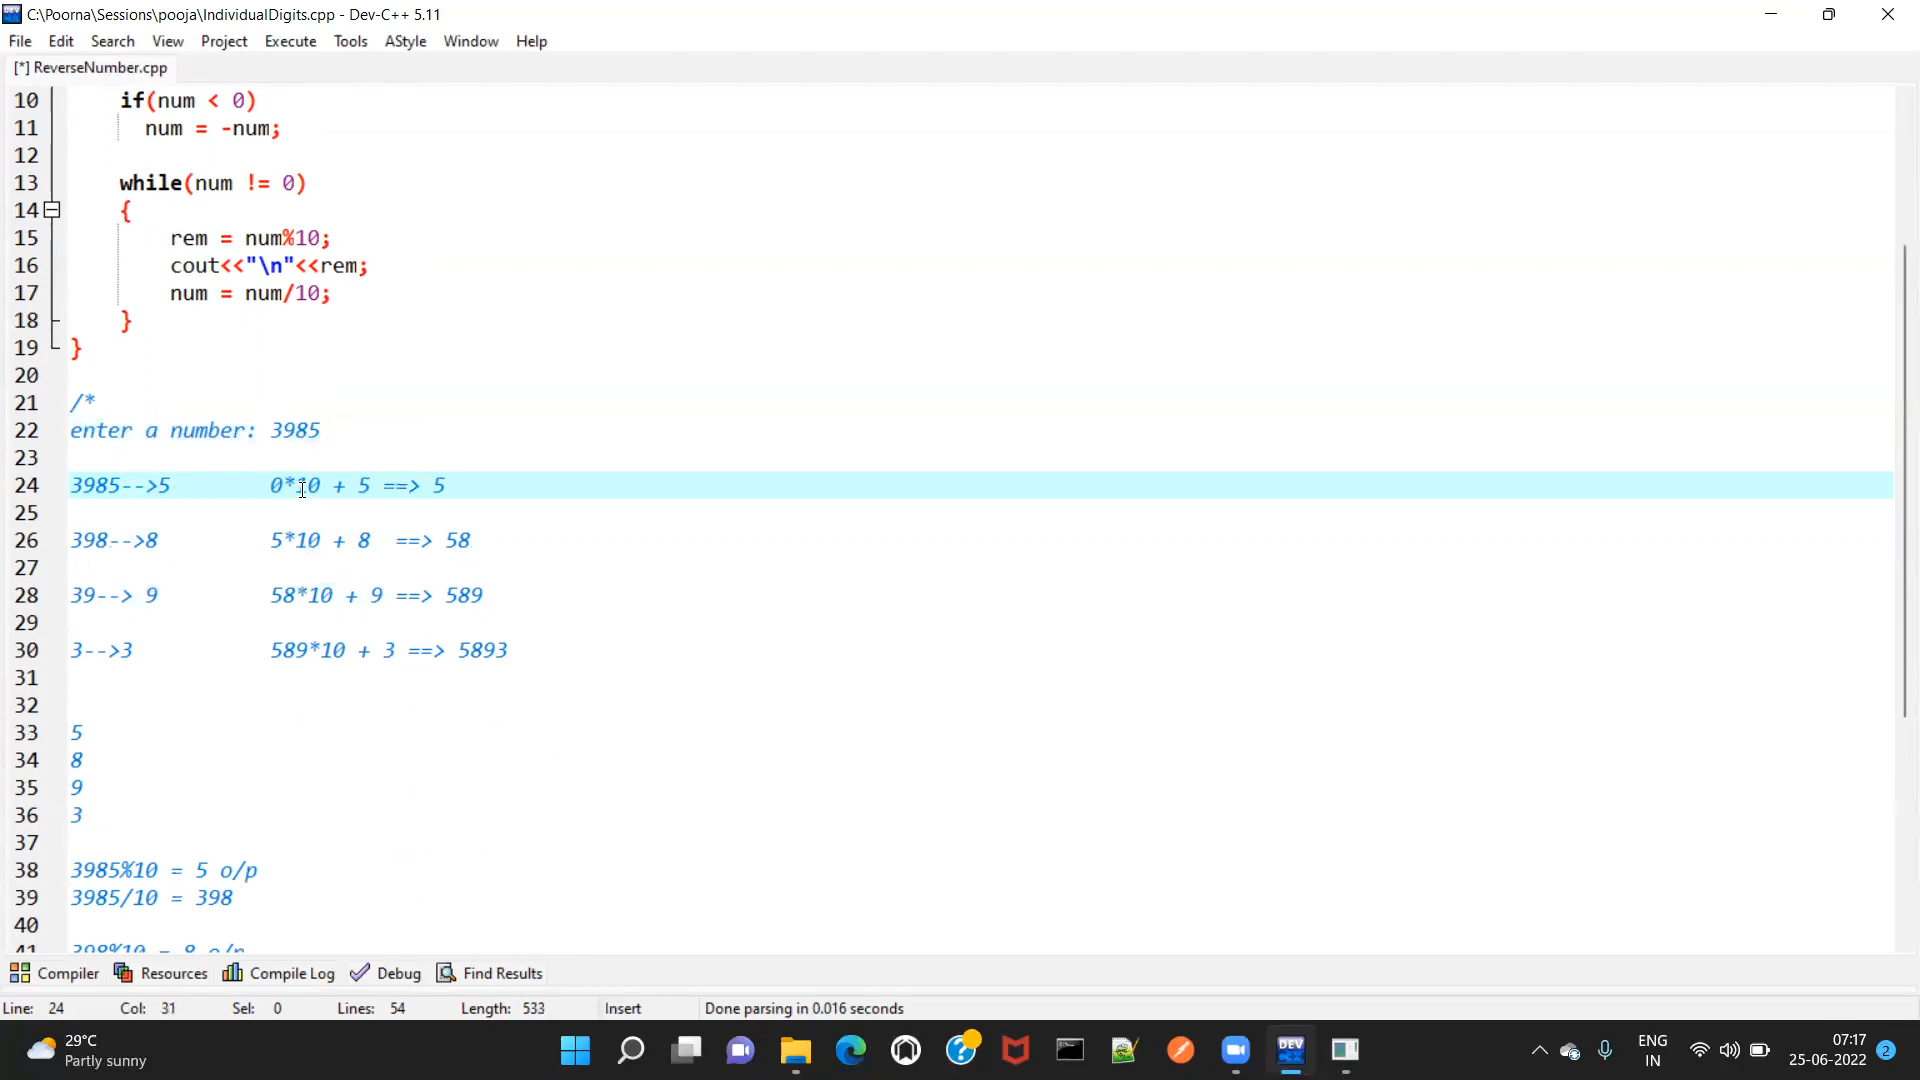 C:\Poorna\Sessions\pooja\IndividualDigits.cpp - Dev-C++ 5.11
File Edit Search View Project Execute Tools AStyle Window Help
[*] ReverseNumber.cpp
10 if(num < 0)
11 num = -num;
12
13 while(num != 0)
14 {
15 rem = num%10;
16 cout<<"\n"<<rem;
17 num = num/10;
18 }
19 }
20
21 /*
22 enter a number: 3985
23
24 3985-->5 0*10 + 5 ==> 5
25
26 398-->8 5*10 + 8 ==> 58
27
28 39--> 9 58*10 + 9 ==> 589
29
30 3-->3 589*10 + 3 ==> 5893
31
32
33 5
34 8
35 9
36 3
37
38 3985%10 = 5 o/p
39 3985/10 = 398
40
41 398%10 = 8 o/p
Compiler Resources Compile Log Debug Find Results
Line: 24 Col: 31 Sel: 0 Lines: 54 Length: 533 Insert Done parsing in 0.016 seconds
29°C
Partly sunny
DEV
ENG
IN
07:17
25-06-2022
2